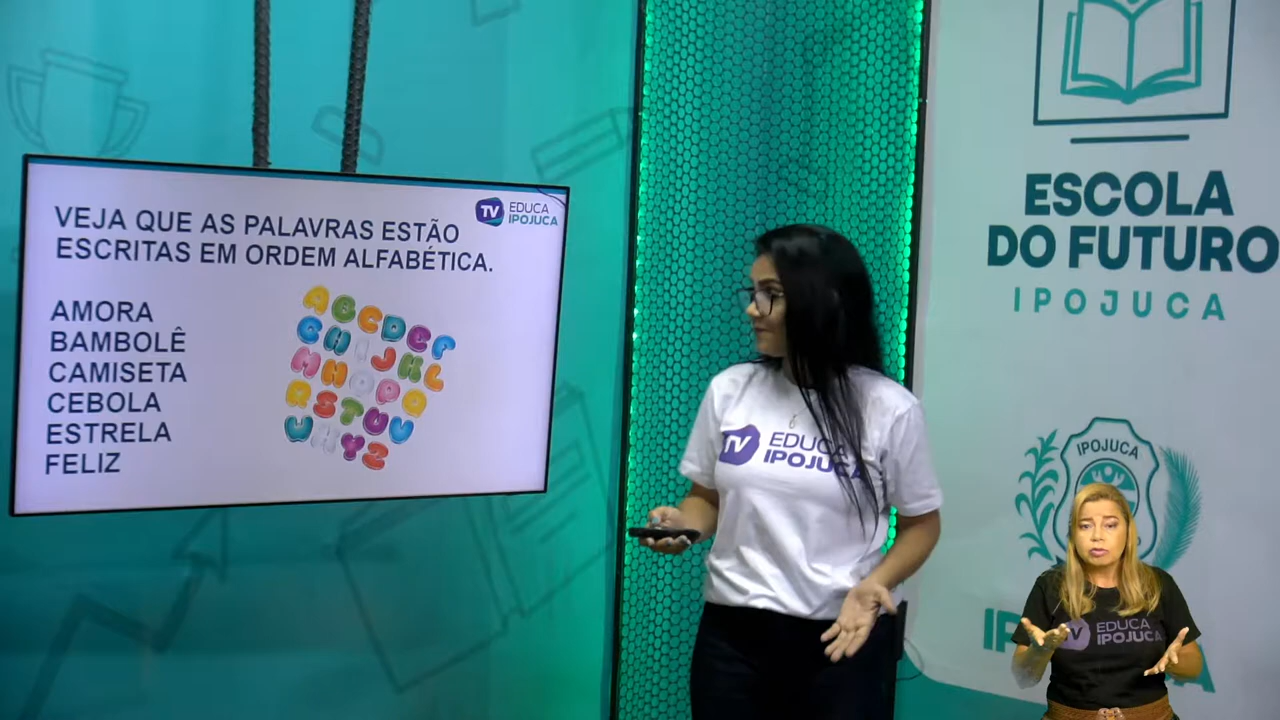 VEJA QUE AS PALAVRAS ESTÃO
ESCRITAS EM ORDEM ALFABÉTICA.
TV EDUCA
IPOJUCA
AMORA
BAMBOLÊ
CAMISETA
CEBOLA
ESTRELA
FELIZ
ABCDEF
TV EDUCA
IPOJUCA
ESCOLA
DO FUTURO
IPOJUCA
IPOJUCA
TV EDUCA
IPOJUCA